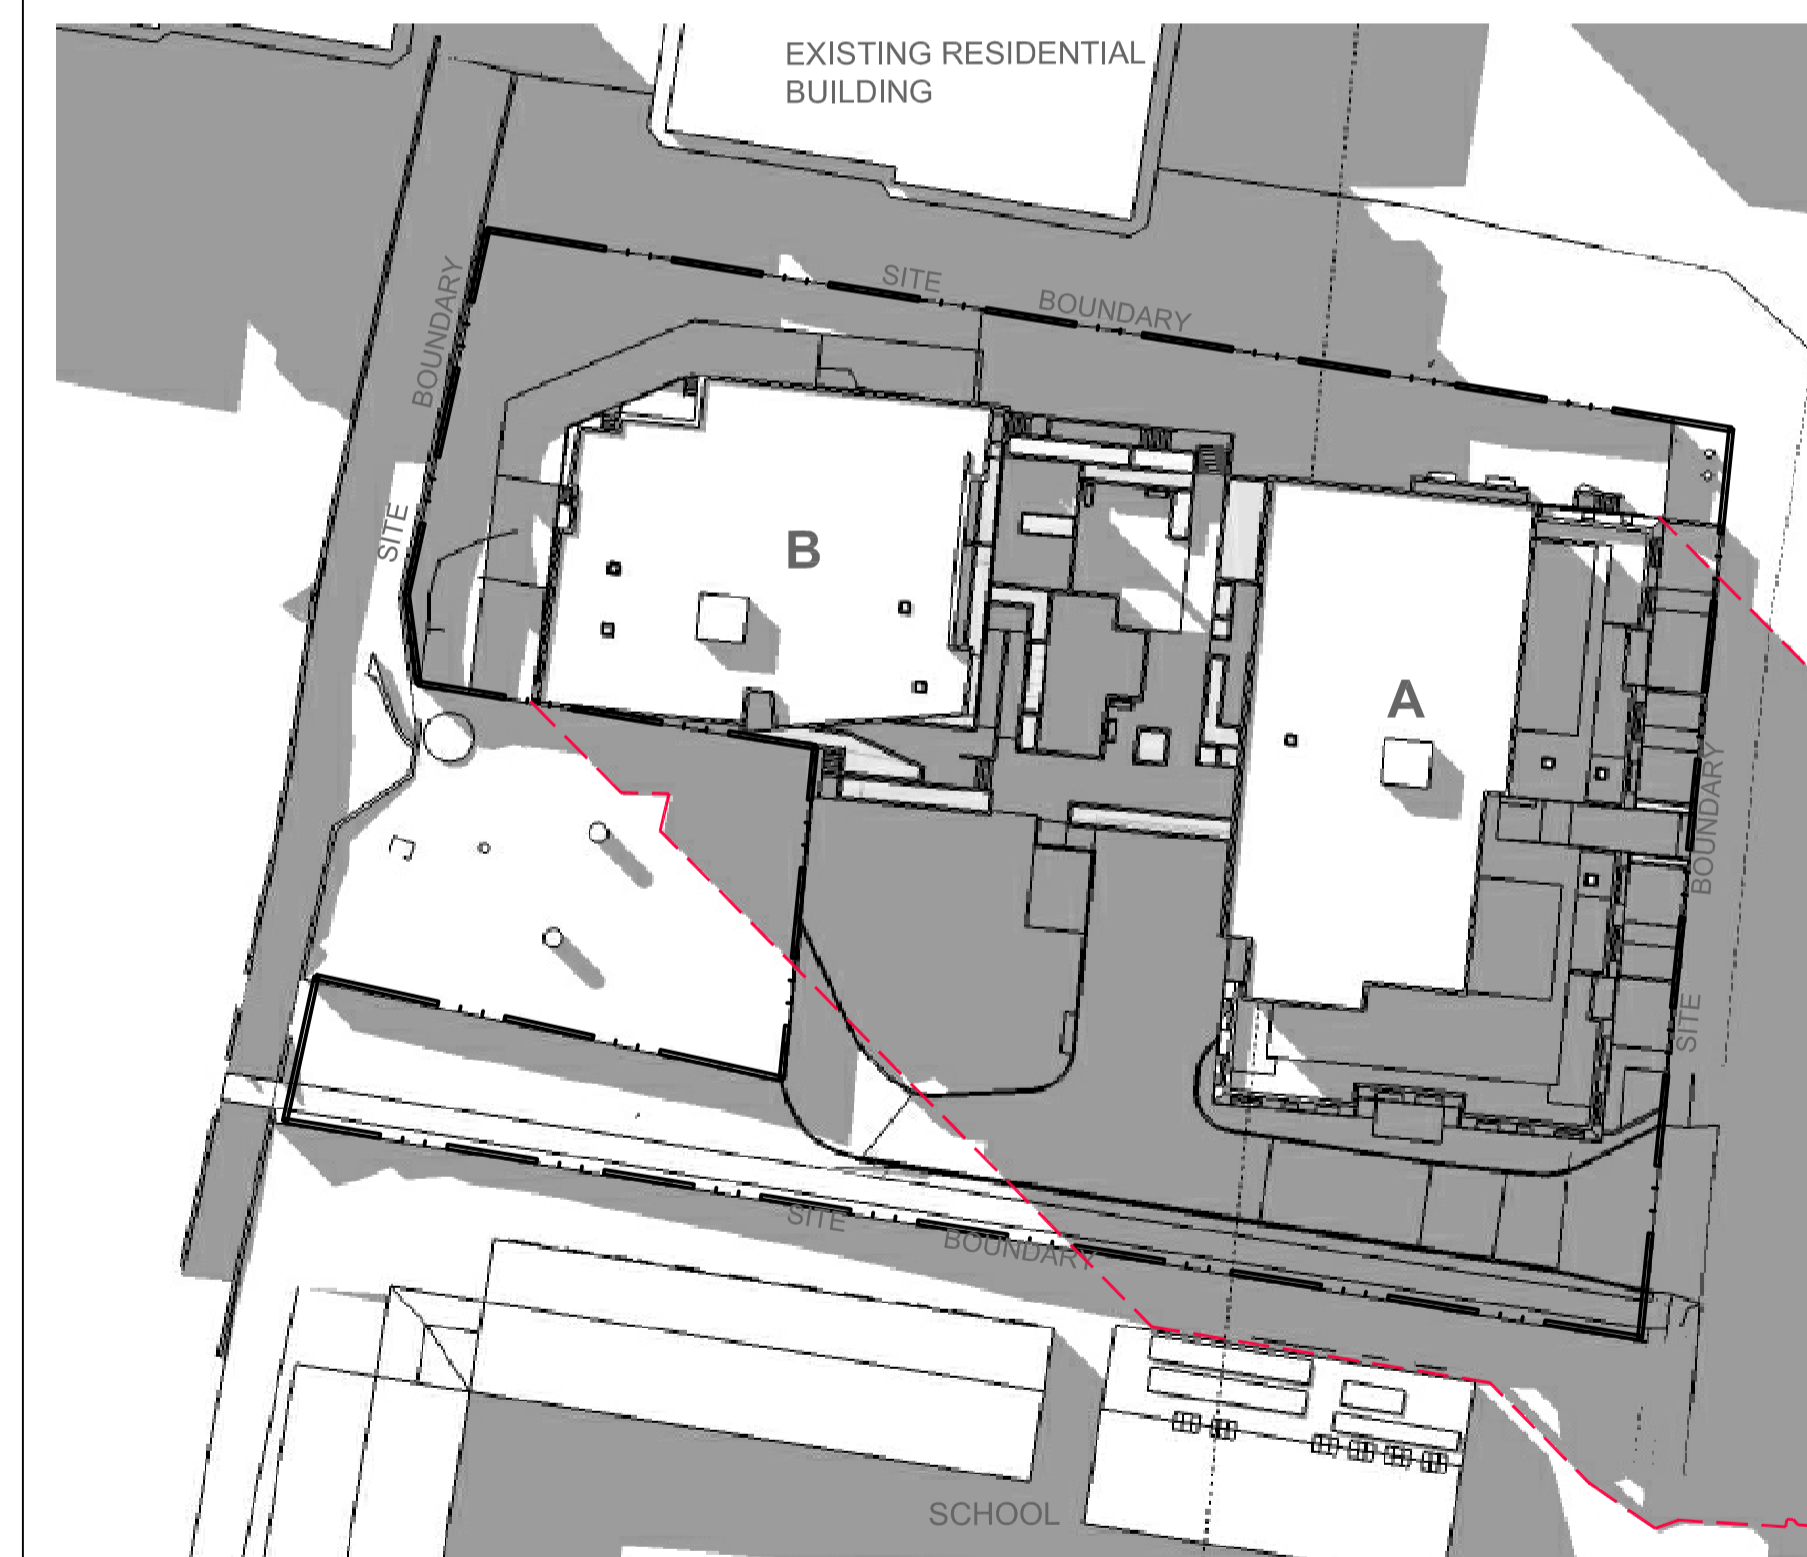 EXISTING RESIDENTIAL
BUILDING
SITE
BOUNDARY
BOUNDARY
SITE
B
A
BOUNDARY
SITE
SITE
BOUNDARY
SCHOOL